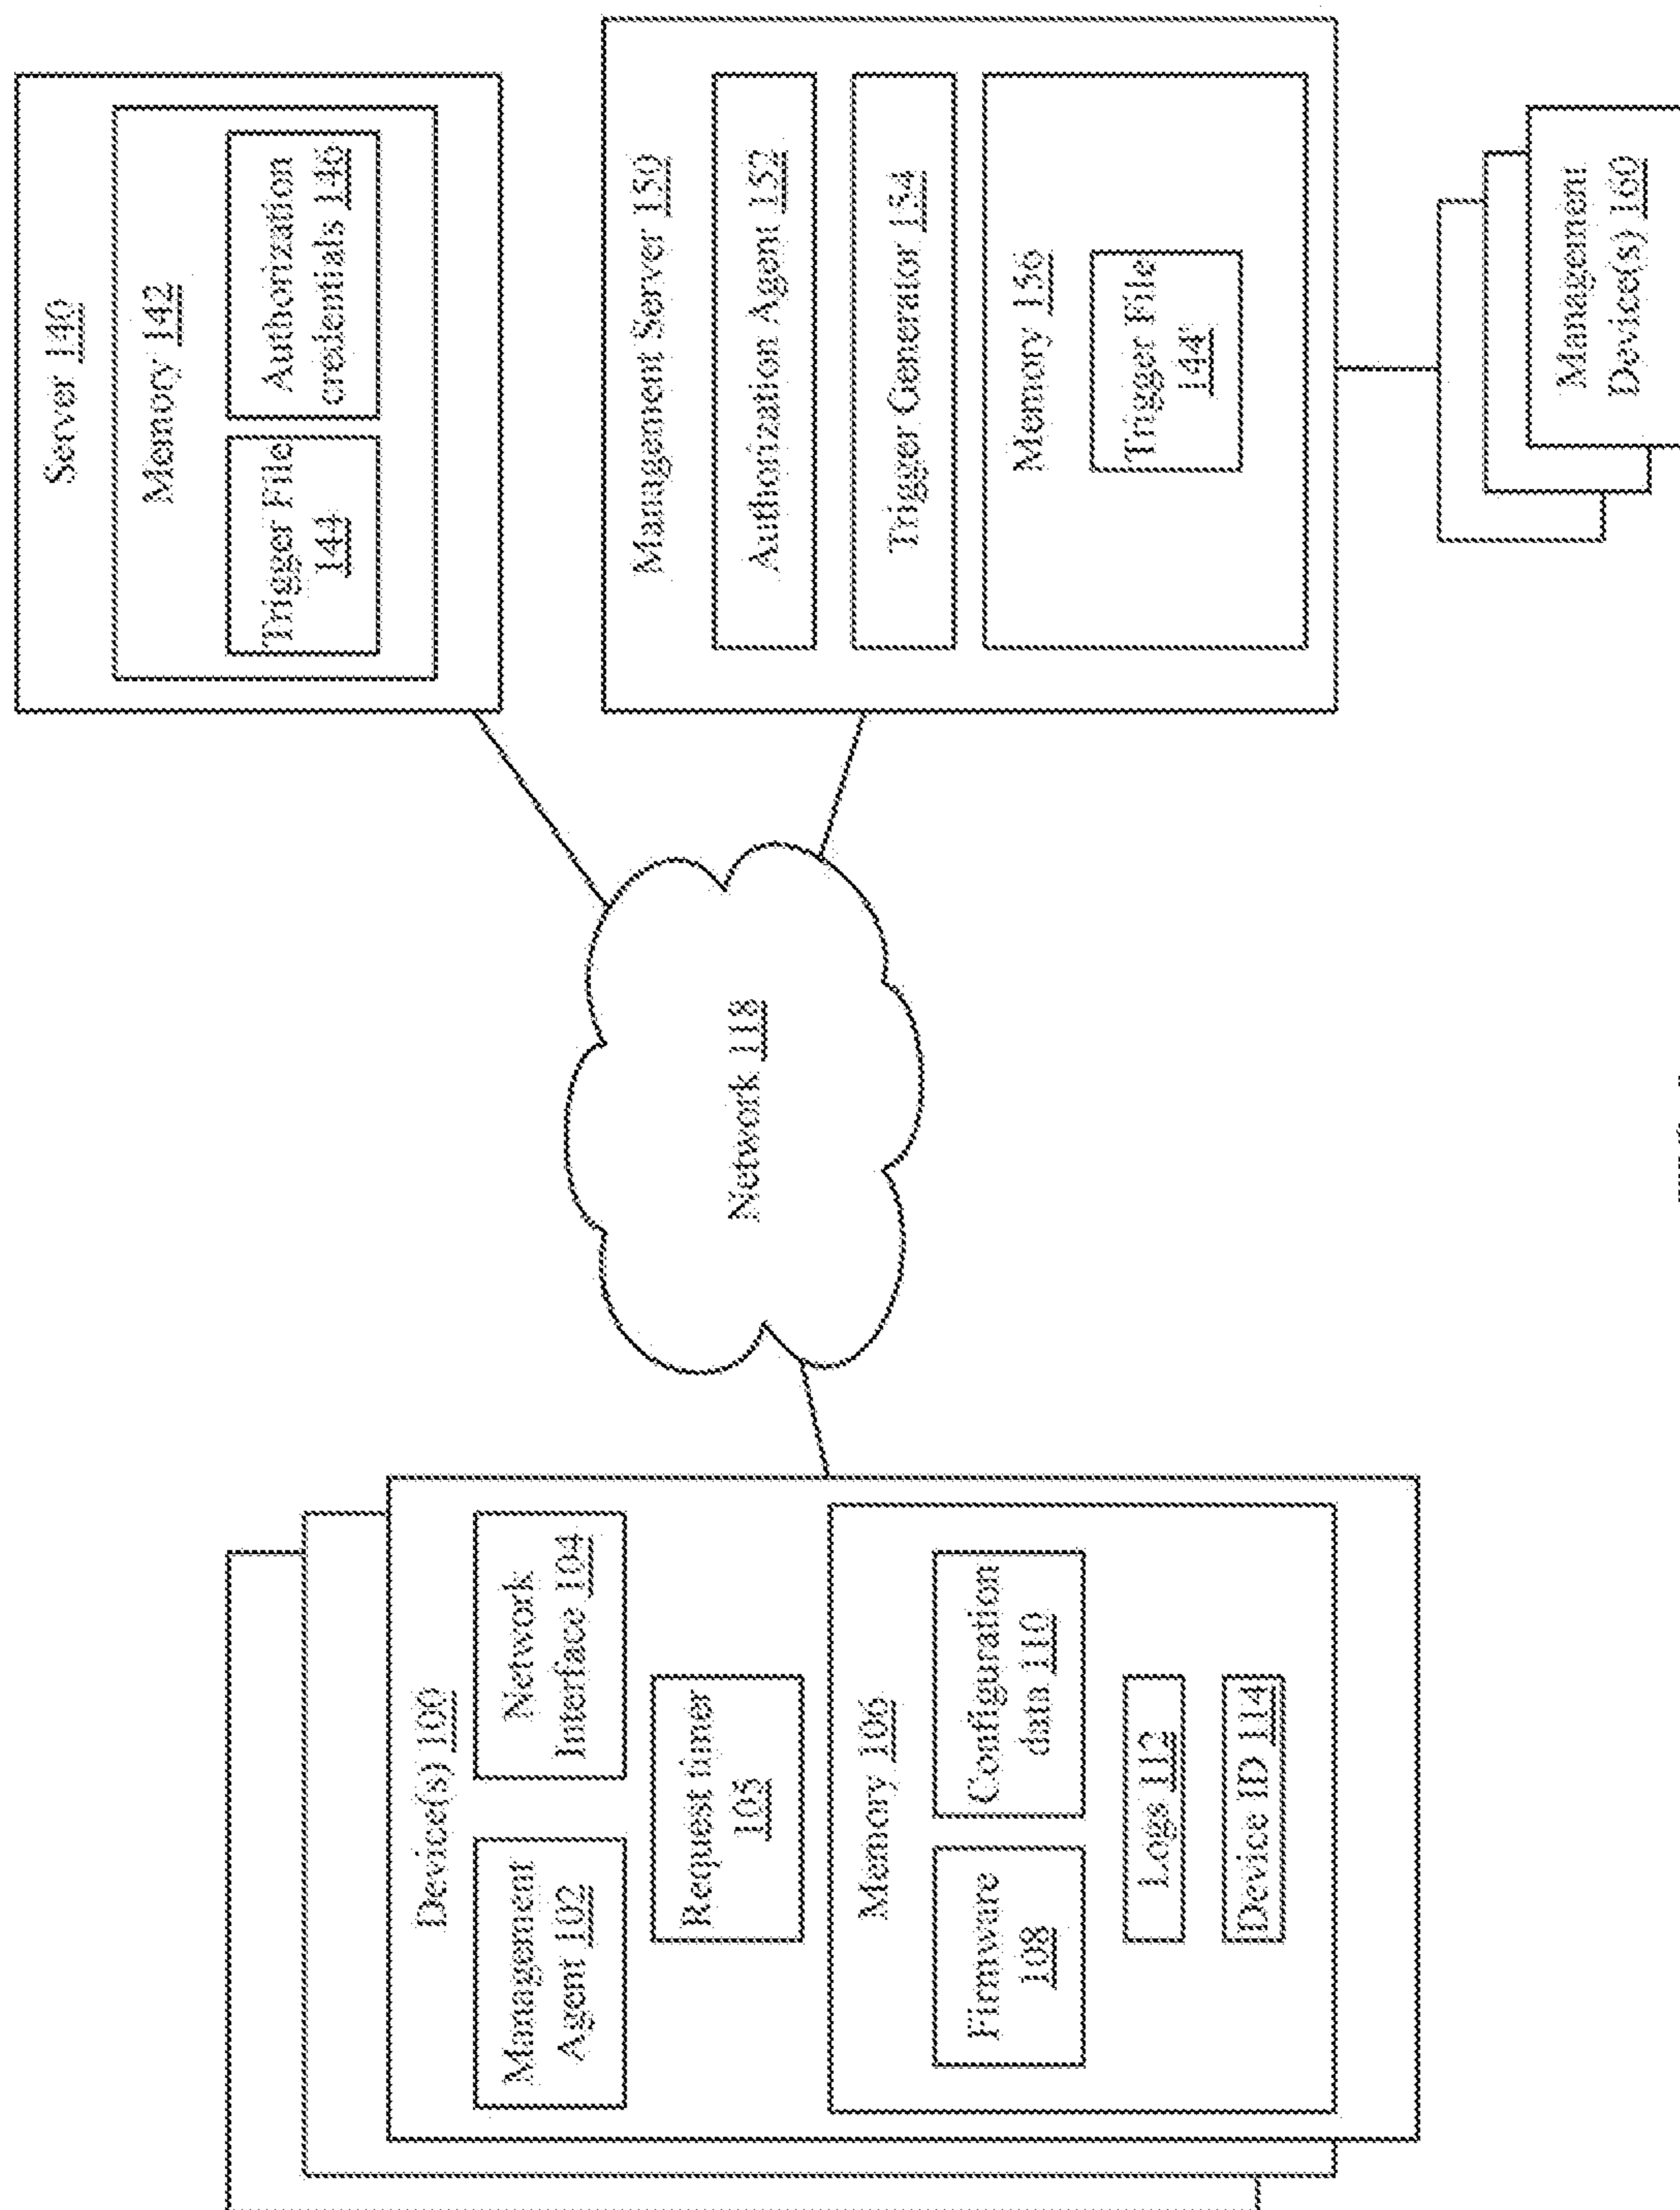 Device(s) 100
Management
Agent 102
Network
Interface 104
Request timer
105
Memory 106
Firmware
108
Configuration
data 110
Logs 112
Device ID 114
Network 118
Server 140
Memory 142
Trigger File
144
Authorization
credentials 146
Management Server 150
Authorization Agent 152
Trigger Generator 154
Memory 156
Trigger File
144'
Management
Device(s) 160